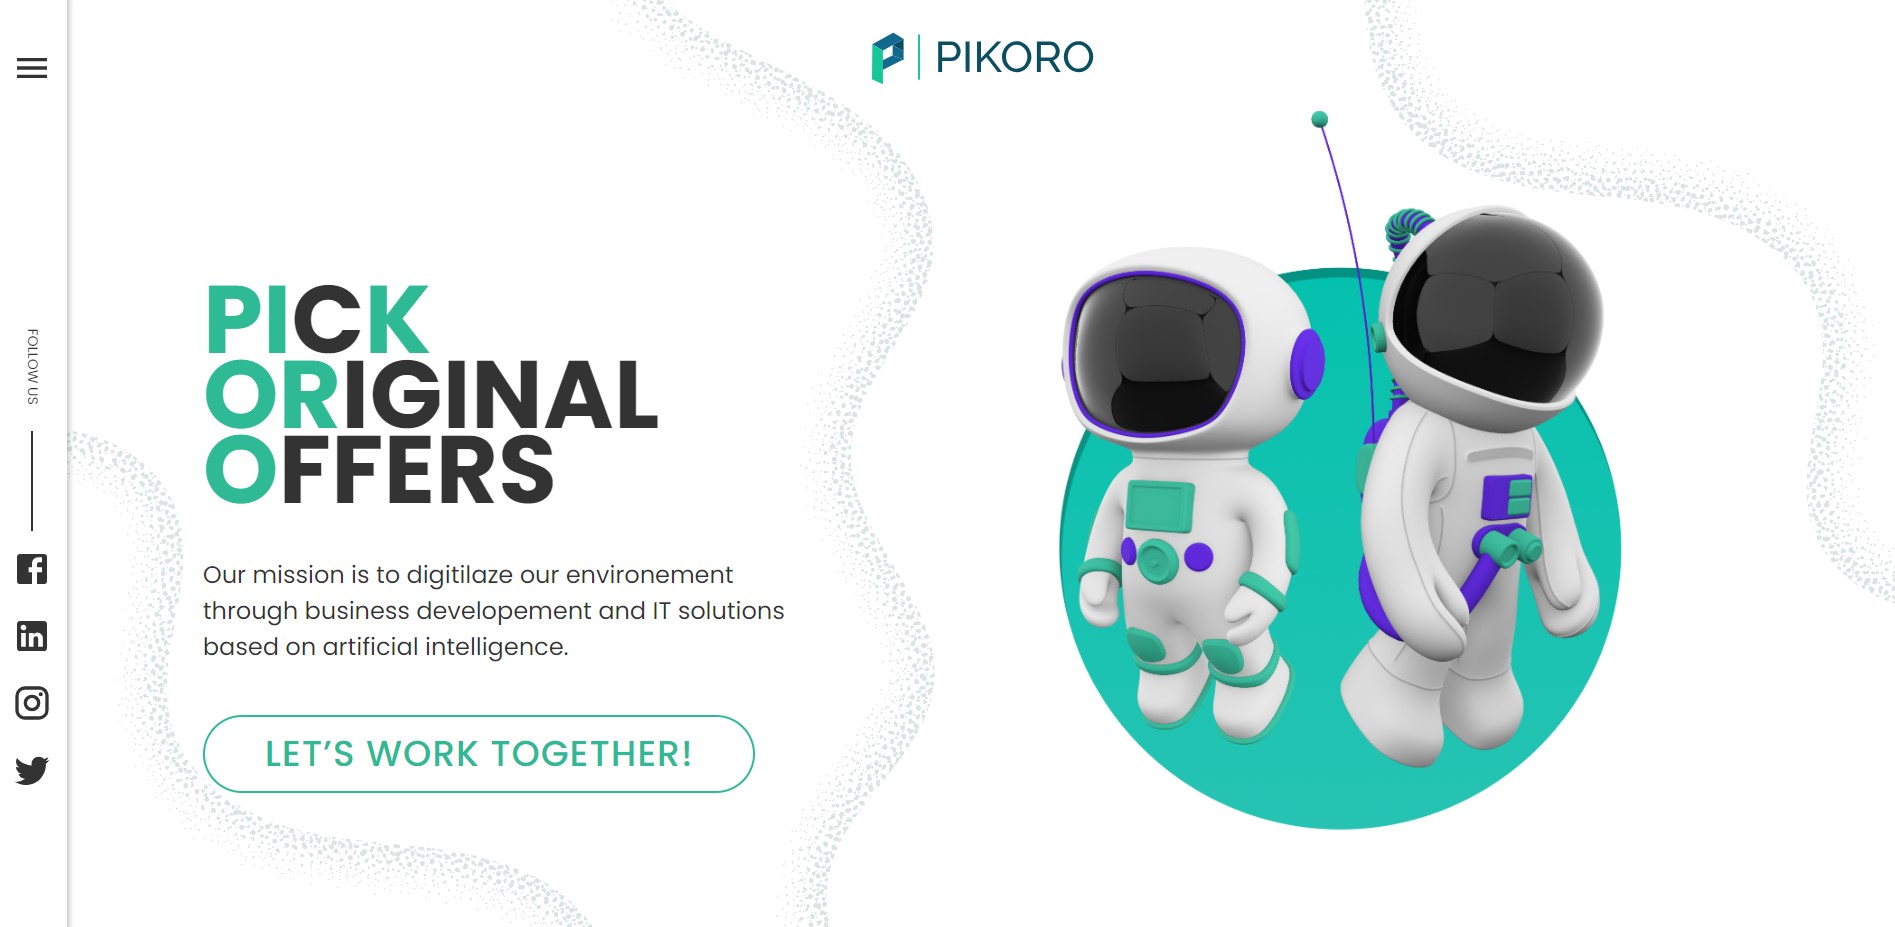 PIKORO
FOLLOW US
PICK
ORIGINAL
OFFERS
Our mission is to digitilaze our environement
through business developement and IT solutions
based on artificial intelligence.
LET’S WORK TOGETHER!